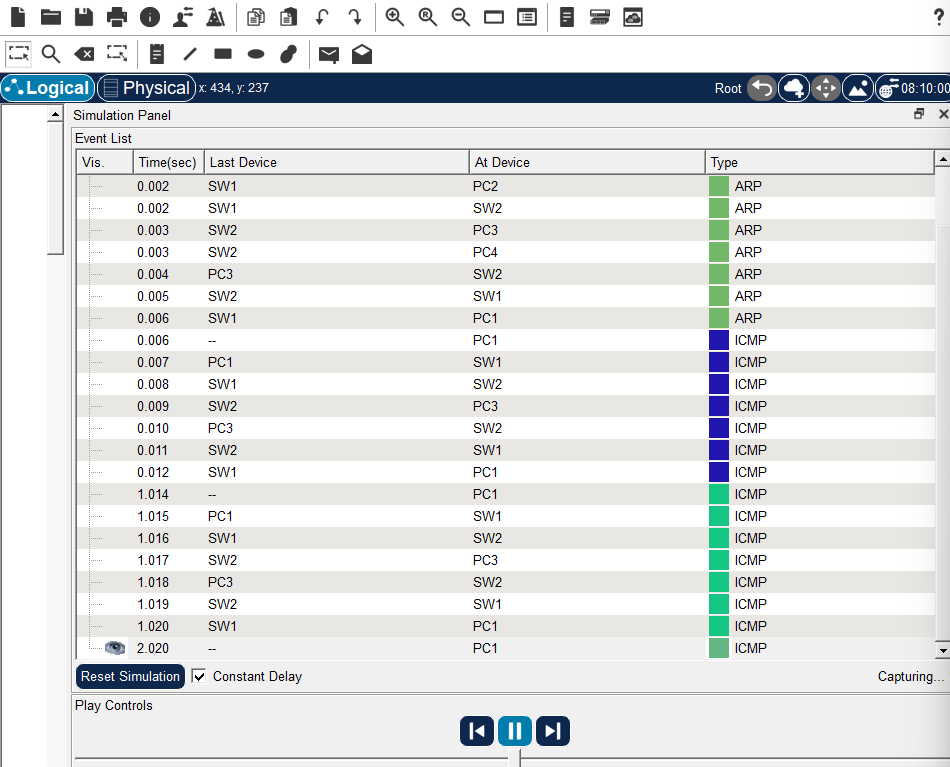 ?
Logical Physical x: 434, y: 237 Root 08:10:00
Simulation Panel
Event List
Vis. Time(sec) Last Device At Device Type
0.002 SW1 PC2 ARP
0.002 SW1 SW2 ARP
0.003 SW2 PC3 ARP
0.003 SW2 PC4 ARP
0.004 PC3 SW2 ARP
0.005 SW2 SW1 ARP
0.006 SW1 PC1 ARP
0.006 -- PC1 ICMP
0.007 PC1 SW1 ICMP
0.008 SW1 SW2 ICMP
0.009 SW2 PC3 ICMP
0.010 PC3 SW2 ICMP
0.011 SW2 SW1 ICMP
0.012 SW1 PC1 ICMP
1.014 -- PC1 ICMP
1.015 PC1 SW1 ICMP
1.016 SW1 SW2 ICMP
1.017 SW2 PC3 ICMP
1.018 PC3 SW2 ICMP
1.019 SW2 SW1 ICMP
1.020 SW1 PC1 ICMP
2.020 -- PC1 ICMP
Reset Simulation Constant Delay Capturing...
Play Controls